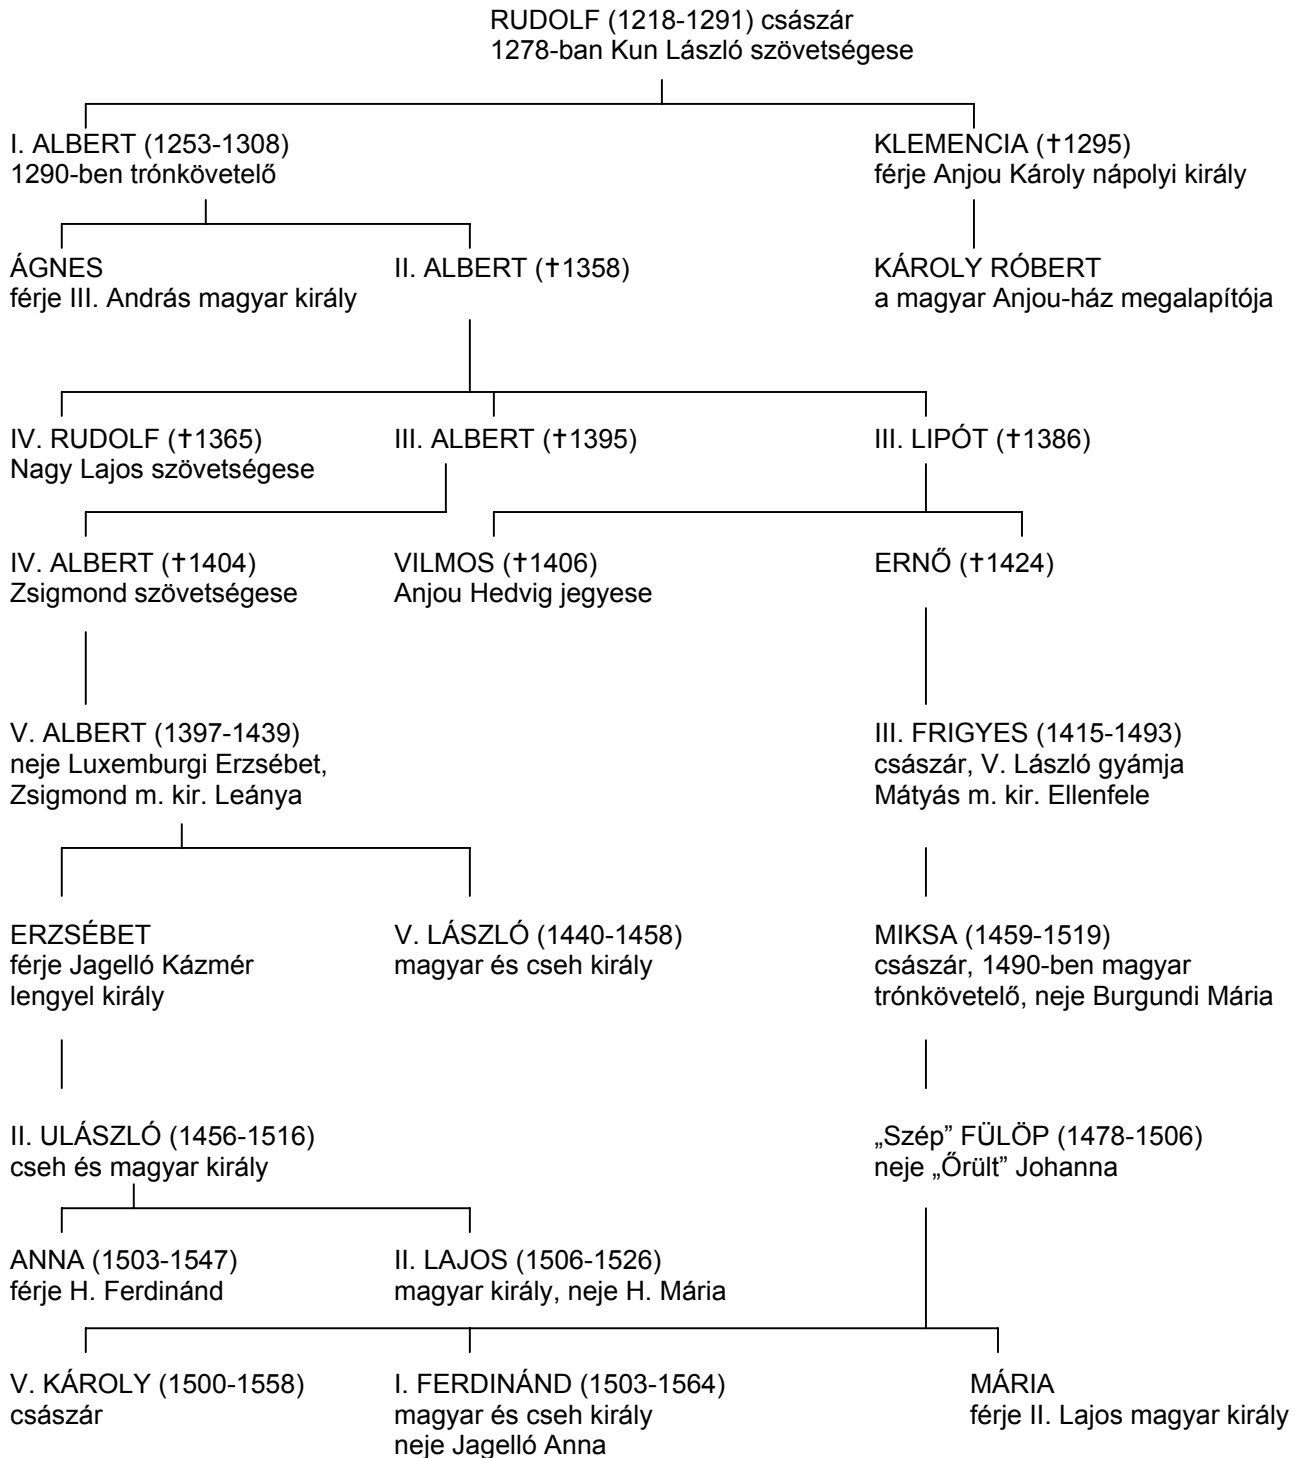 RUDOLF (1218-1291) császár
1278-ban Kun László szövetségese
I. ALBERT (1253-1308)
1290-ben trónkövetelő
KLEMENCIA (✝1295)
férje Anjou Károly nápolyi király
ÁGNES
férje III. András magyar király
II. ALBERT (✝1358)
KÁROLY RÓBERT
a magyar Anjou-ház megalapítója
IV. RUDOLF (✝1365)
Nagy Lajos szövetségese
III. ALBERT (✝1395)
III. LIPÓT (✝1386)
IV. ALBERT (✝1404)
Zsigmond szövetségese
VILMOS (✝1406)
Anjou Hedvig jegyese
ERNŐ (✝1424)
V. ALBERT (1397-1439)
neje Luxemburgi Erzsébet,
Zsigmond m. kir. Leánya
III. FRIGYES (1415-1493)
császár, V. László gyámja
Mátyás m. kir. Ellenfele
ERZSÉBET
férje Jagelló Kázmér
lengyel király
V. LÁSZLÓ (1440-1458)
magyar és cseh király
MIKSA (1459-1519)
császár, 1490-ben magyar
trónkövetelő, neje Burgundi Mária
II. ULÁSZLÓ (1456-1516)
cseh és magyar király
„Szép” FÜLÖP (1478-1506)
neje „Őrült” Johanna
ANNA (1503-1547)
férje H. Ferdinánd
II. LAJOS (1506-1526)
magyar király, neje H. Mária
V. KÁROLY (1500-1558)
császár
I. FERDINÁND (1503-1564)
magyar és cseh király
neje Jagelló Anna
MÁRIA
férje II. Lajos magyar király